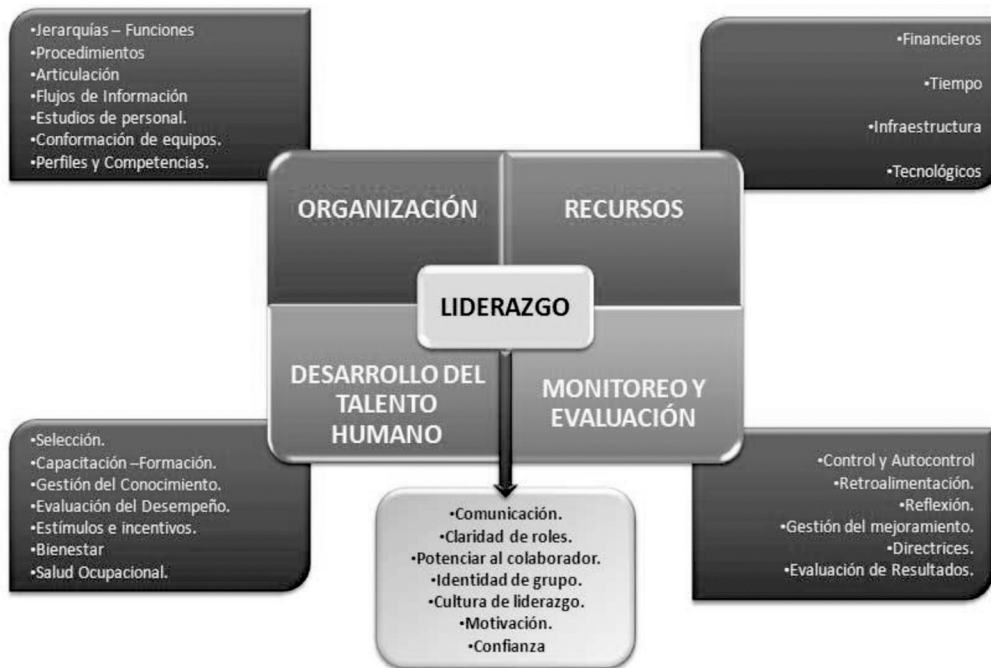 •Jerarquías – Funciones
•Procedimientos
•Articulación
•Flujos de Información
•Estudios de personal.
•Conformación de equipos.
•Perfiles y Competencias.
•Financieros
•Tiempo
•Infraestructura
•Tecnológicos
ORGANIZACIÓN
RECURSOS
LIDERAZGO
DESARROLLO DEL
TALENTO
HUMANO
MONITOREO Y
EVALUACIÓN
•Selección.
•Capacitación –Formación.
•Gestión del Conocimiento.
•Evaluación del Desempeño.
•Estímulos e incentivos.
•Bienestar
•Salud Ocupacional.
•Comunicación.
•Claridad de roles.
•Potenciar al colaborador.
•Identidad de grupo.
•Cultura de liderazgo.
•Motivación.
•Confianza
•Control y Autocontrol
•Retroalimentación.
•Reflexión.
•Gestión del mejoramiento.
•Directrices.
•Evaluación de Resultados.